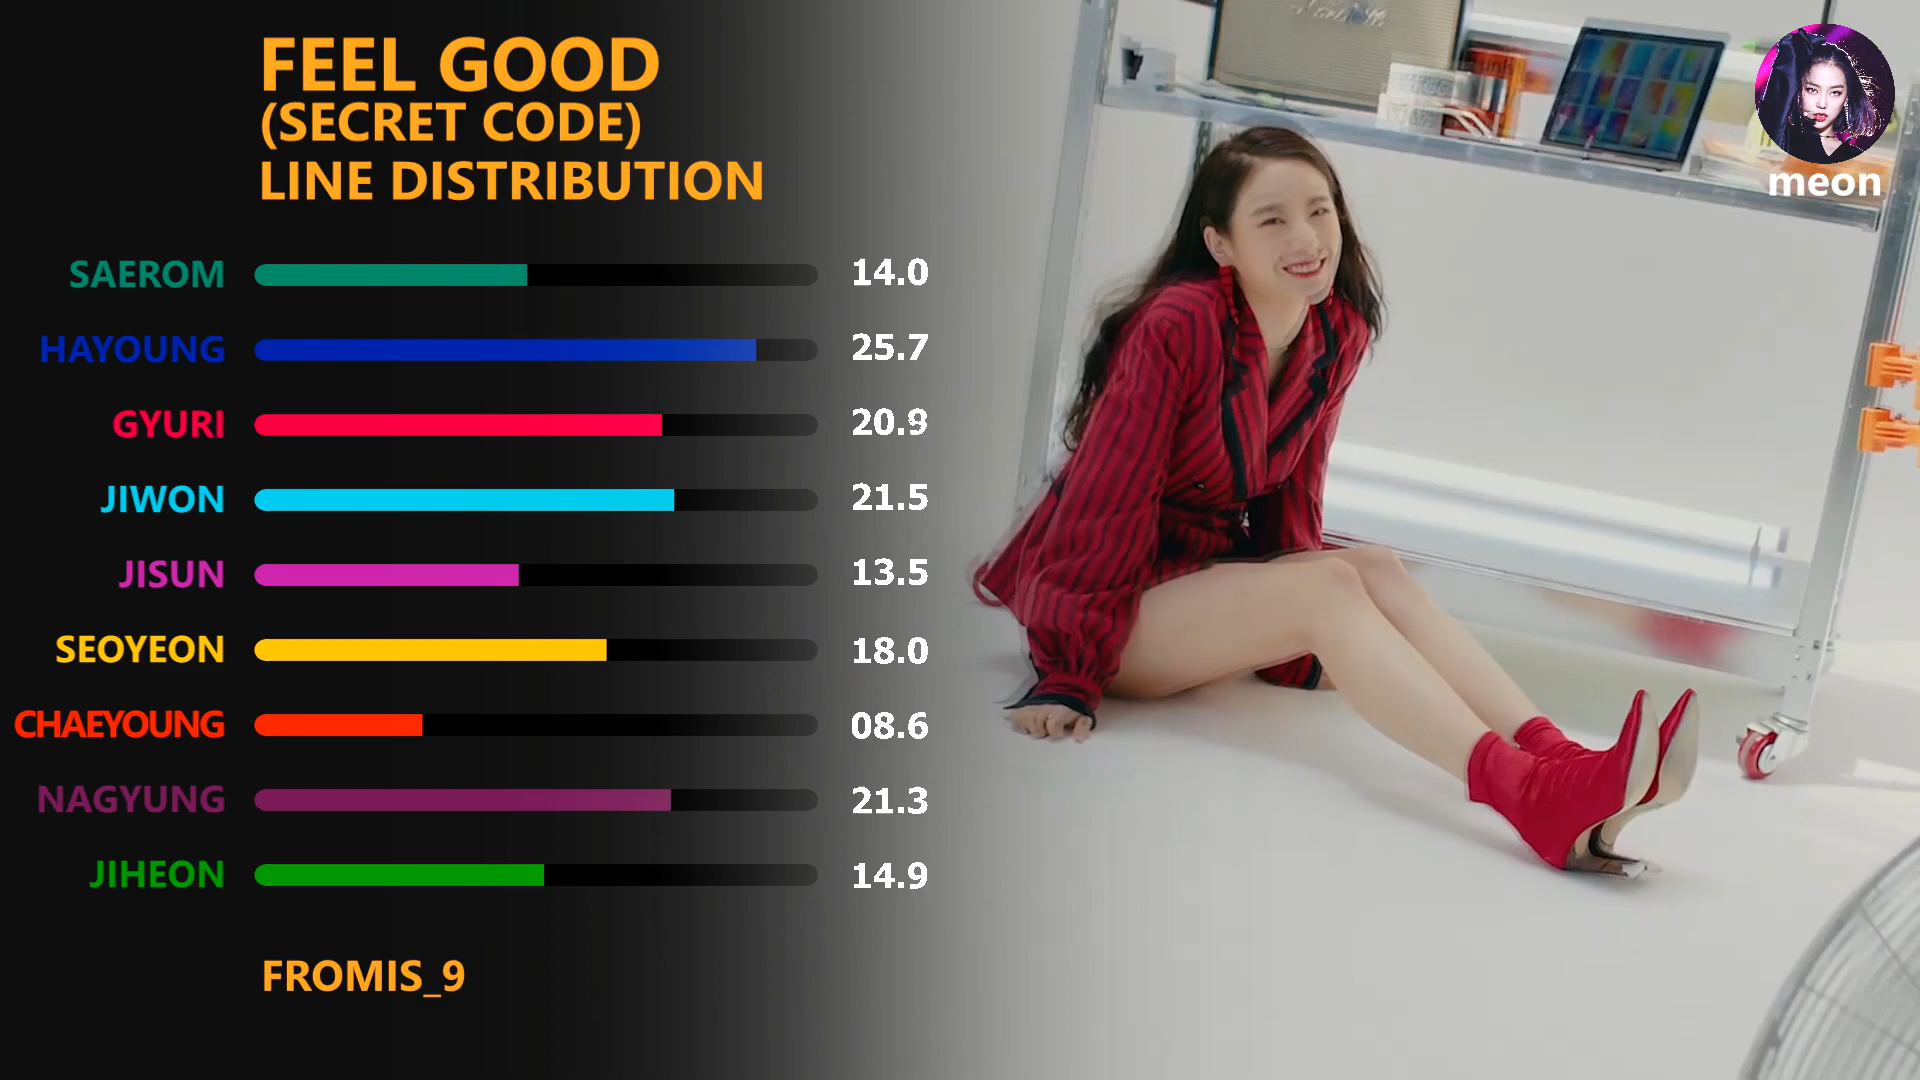 FEEL GOOD
(SECRET CODE)
LINE DISTRIBUTION
meon
SAEROM 14.0
HAYOUNG 25.7
GYURI 20.9
JIWON 21.5
JISUN 13.5
SEOYEON 18.0
CHAEYOUNG 08.6
NAGYUNG 21.3
JIHEON 14.9
FROMIS_9